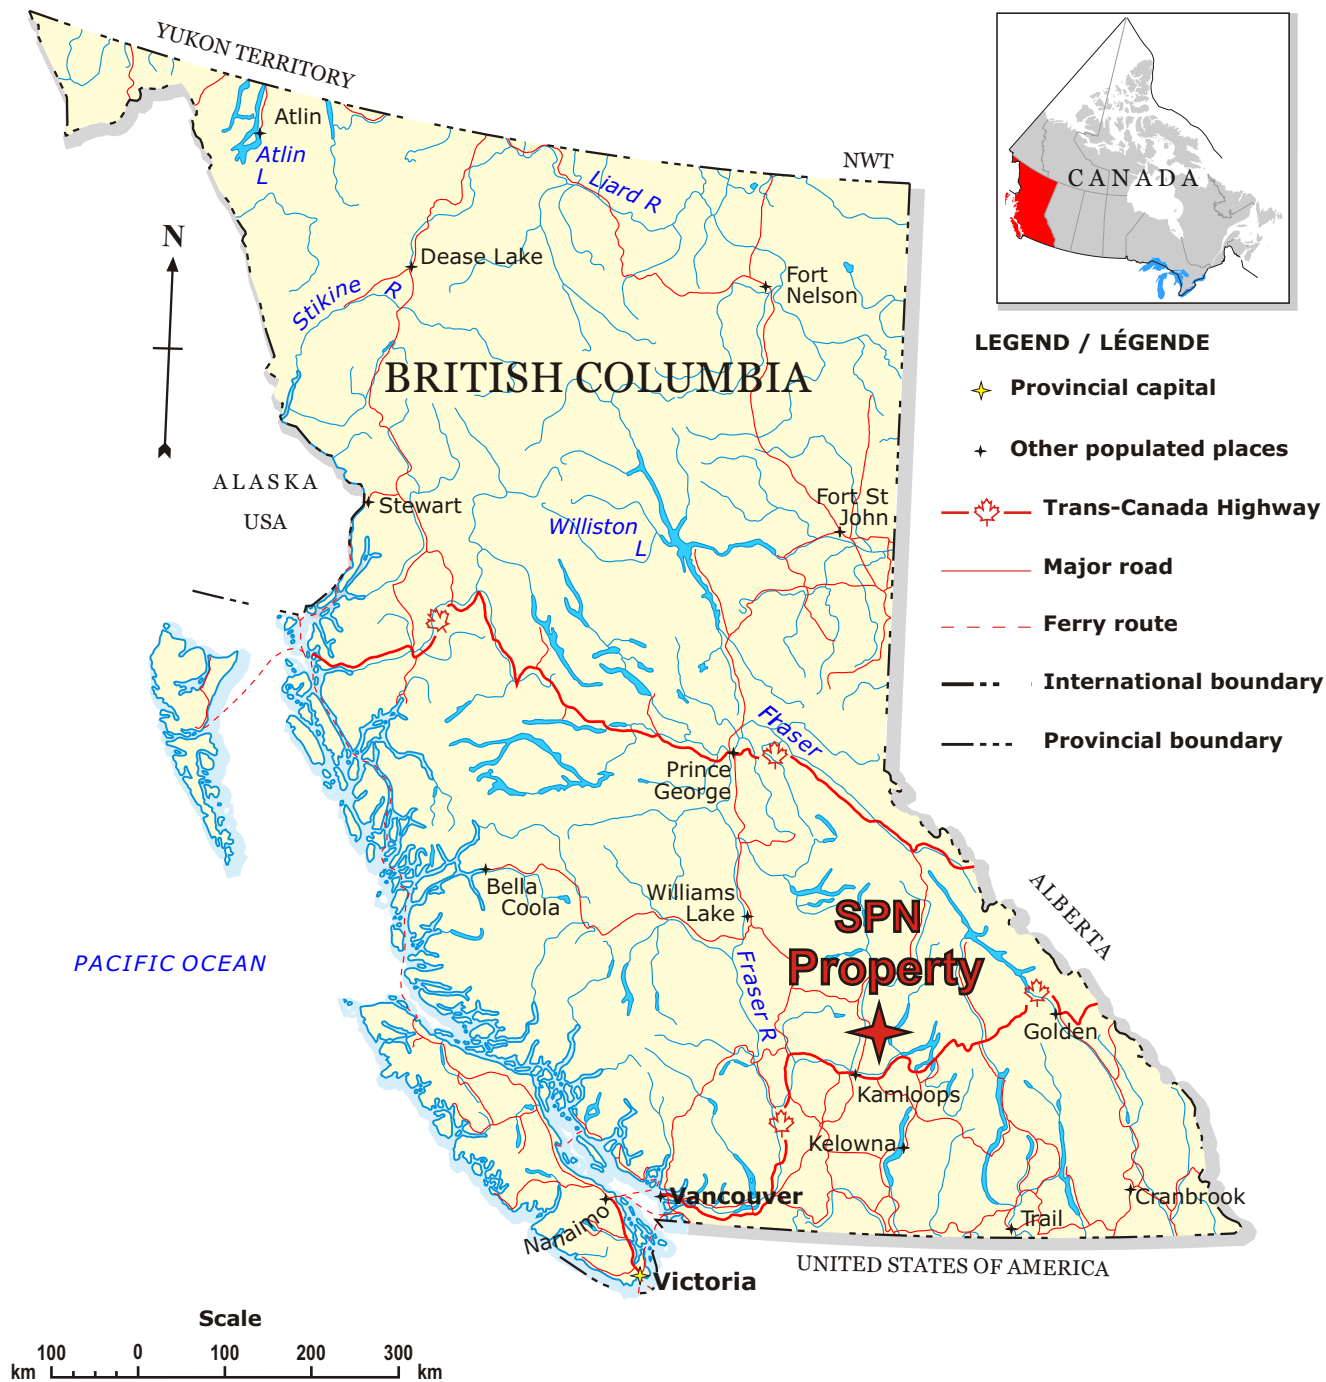 YUKON TERRITORY
NWT
Atlin
Atlin
L
Liard R
CANADA
N
Dease Lake
Stikine R
Fort
Nelson
LEGEND / LÉGENDE
Provincial capital
Other populated places
Trans-Canada Highway
Major road
Ferry route
International boundary
Provincial boundary
BRITISH COLUMBIA
ALASKA
USA
Stewart
Williston
L
Fort St
John
Fraser
Prince
George
Bella
Coola
Williams
Lake
SPN
Property
ALBERTA
PACIFIC OCEAN
Fraser R
Golden
Kamloops
Kelowna
Vancouver
Cranbrook
Trail
Nanaimo
Victoria
UNITED STATES OF AMERICA
Scale
100 0 100 200 300
km km